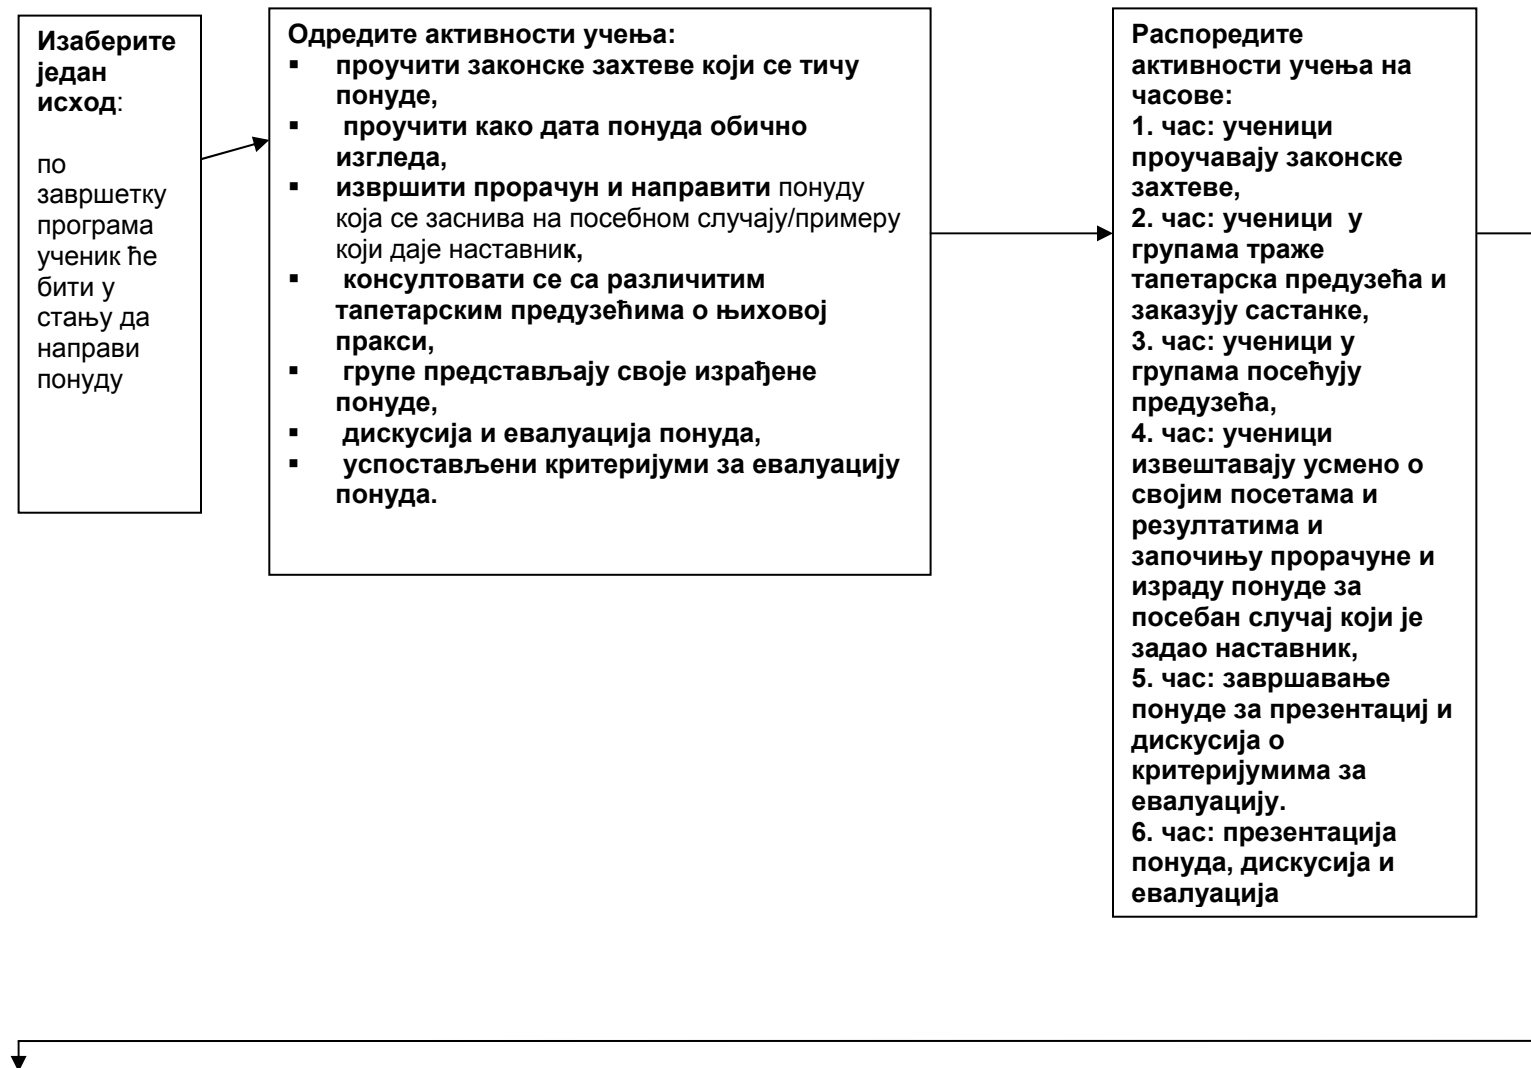 Изаберите
један
исход:
по
завршетку
програма
ученик ће
бити у
стању да
направи
понуду
Одредите активности учења:
▪ проучити законске захтеве који се тичу
понуде,
▪ проучити како дата понуда обично
изгледа,
▪ извршити прорачун и направити понуду
која се заснива на посебном случају/примеру
који даје наставник,
▪ консултовати се са различитим
тапетарским предузећима о њиховој
пракси,
▪ групе представљају своје израђене
понуде,
▪ дискусија и евалуација понуда,
▪ успостављени критеријуми за евалуацију
понуда.
Распоредите
активности учења на
часове:
1. час: ученици
проучавају законске
захтеве,
2. час: ученици у
групама траже
тапетарска предузећа и
заказују састанке,
3. час: ученици у
групама посећују
предузећа,
4. час: ученици
извештавају усмено о
својим посетама и
резултатима и
започињу прорачуне и
израду понуде за
посебан случај који је
задао наставник,
5. час: завршавање
понуде за презентациј и
дискусија о
критеријумима за
евалуацију.
6. час: презентација
понуда, дискусија и
евалуација